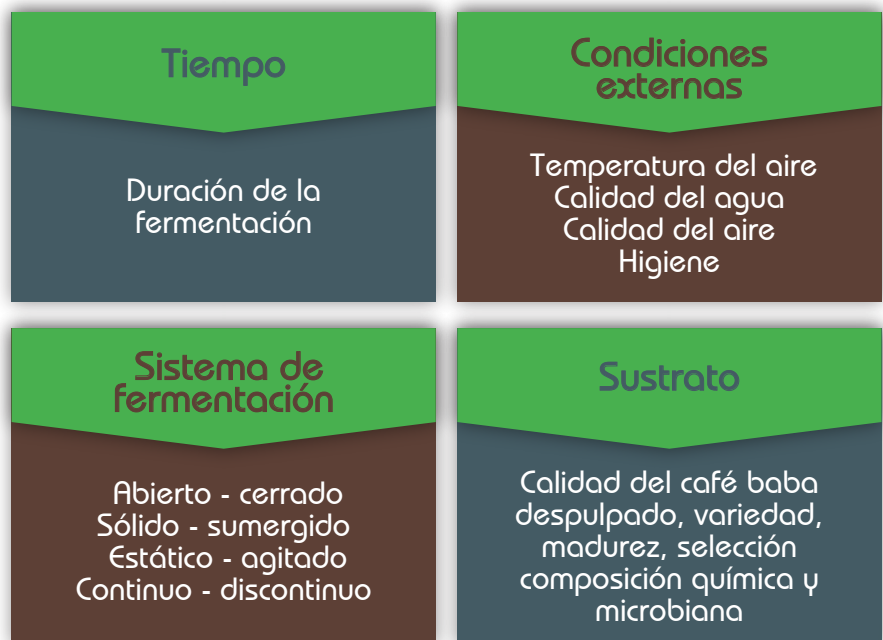 Tiempo
Duración de la
fermentación
Condiciones
externas
Temperatura del aire
Calidad del agua
Calidad del aire
Higiene
Sistema de
fermentación
Abierto - cerrado
Sólido - sumergido
Estático - agitado
Continuo - discontinuo
Sustrato
Calidad del café baba
despulpado, variedad,
madurez, selección
composición química y
microbiana